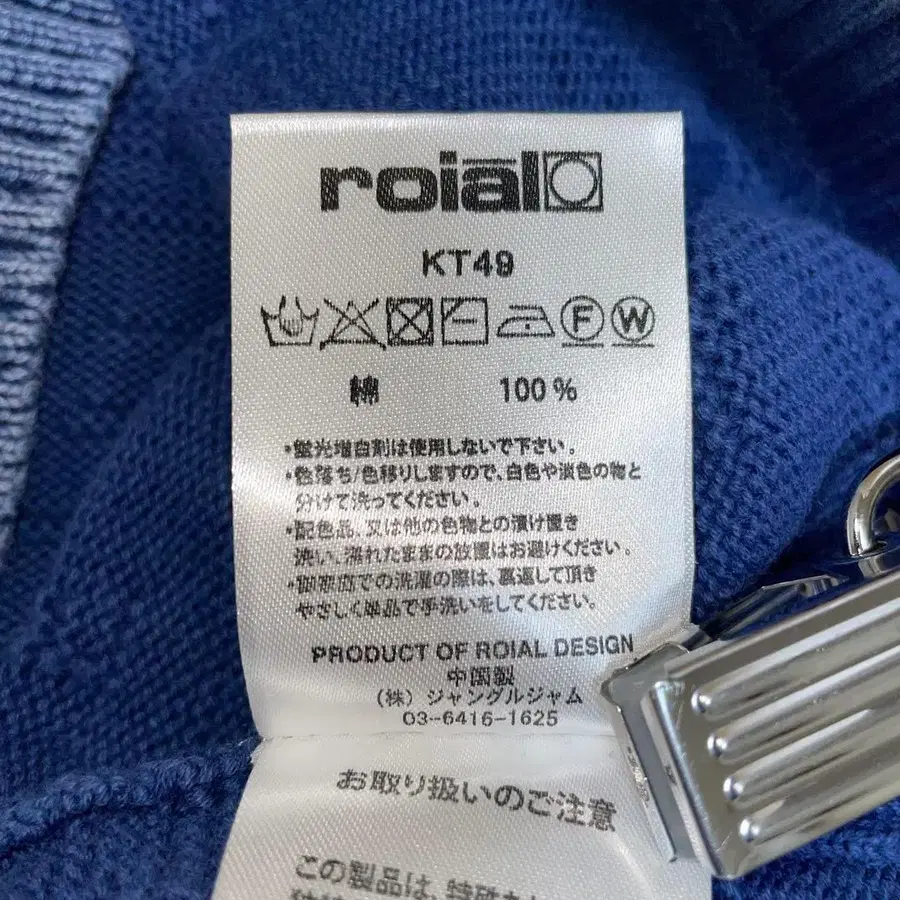 roiāl
KT49
F W
綿 100%
・蛍光増白剤は使用しないで下さい。
・色落ち/色移りしますので、白色や淡色の物と
分けて洗ってください。
・配色品、又は他の色物との漬け置き
洗い、濡れたままの放置はお避けください。
・御家庭での洗濯の際は、裏返して頂き
やさしく単品で手洗いをしてください。
PRODUCT OF ROIAL DESIGN
中国製
(株)ジャングルジャム
03-6416-1625
お取り扱いのご注意
この製品は、特殊な